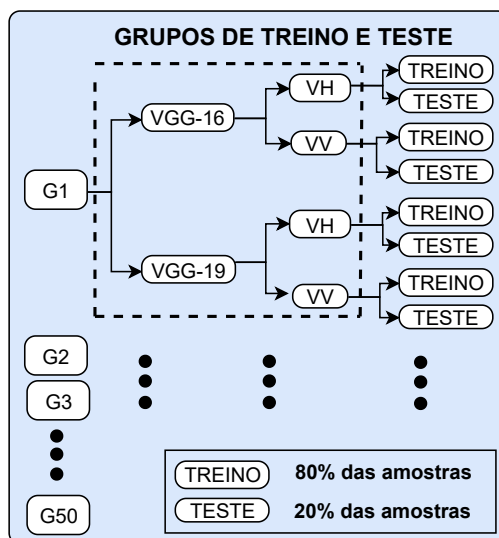 GRUPOS DE TREINO E TESTE
G1
VGG-16
VH
TREINO
TESTE
VV
TREINO
TESTE
VGG-19
VH
TREINO
TESTE
VV
TREINO
TESTE
G2
G3
G50
TREINO 80% das amostras
TESTE 20% das amostras